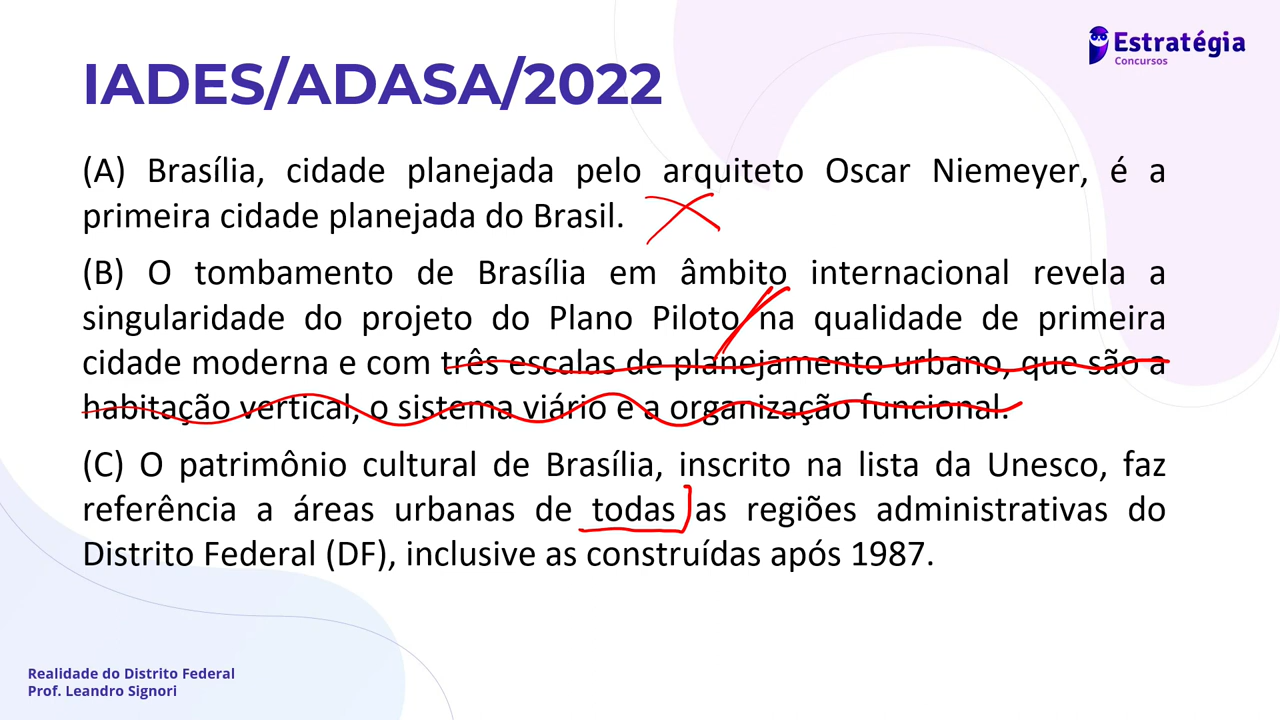 Estratégia
Concursos
IADES/ADASA/2022
(A) Brasília, cidade planejada pelo arquiteto Oscar Niemeyer, é a
primeira cidade planejada do Brasil.
(B) O tombamento de Brasília em âmbito internacional revela a
singularidade do projeto do Plano Piloto na qualidade de primeira
cidade moderna e com três escalas de planejamento urbano, que são a
habitação vertical, o sistema viário e a organização funcional.
(C) O patrimônio cultural de Brasília, inscrito na lista da Unesco, faz
referência a áreas urbanas de todas as regiões administrativas do
Distrito Federal (DF), inclusive as construídas após 1987.
Realidade do Distrito Federal
Prof. Leandro Signori